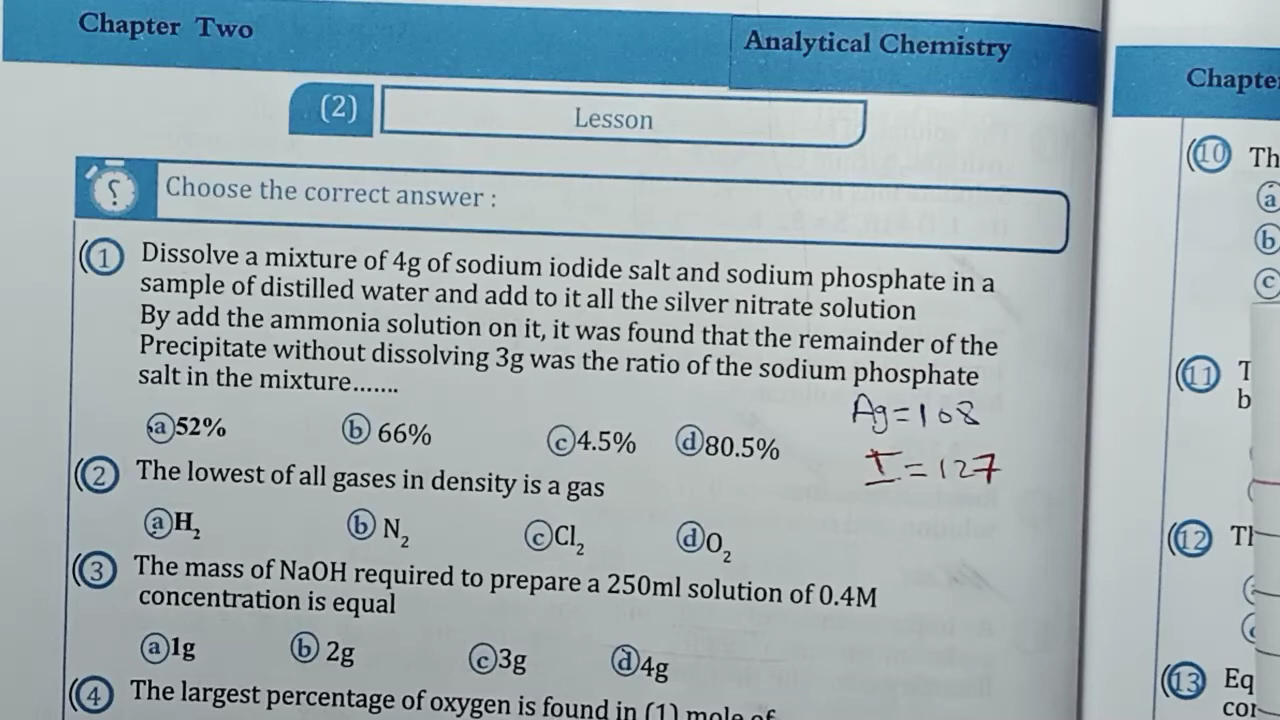 Chapter Two
Analytical Chemistry
(2)
Lesson
Choose the correct answer :
(1) Dissolve a mixture of 4g of sodium iodide salt and sodium phosphate in a
sample of distilled water and add to it all the silver nitrate solution
By add the ammonia solution on it, it was found that the remainder of the
Precipitate without dissolving 3g was the ratio of the sodium phosphate
salt in the mixture.......
Ag=108
I=127
a 52% b 66% c 4.5% d 80.5%
(2) The lowest of all gases in density is a gas
a H₂ b N₂ c Cl₂ d O₂
(3) The mass of NaOH required to prepare a 250ml solution of 0.4M
concentration is equal
a 1g b 2g c 3g d 4g
(4) The largest percentage of oxygen is found in (1) mole of
Chapte
(10) Th
a
b
c
(11) T
b
(12) Th
(13) Eq
con